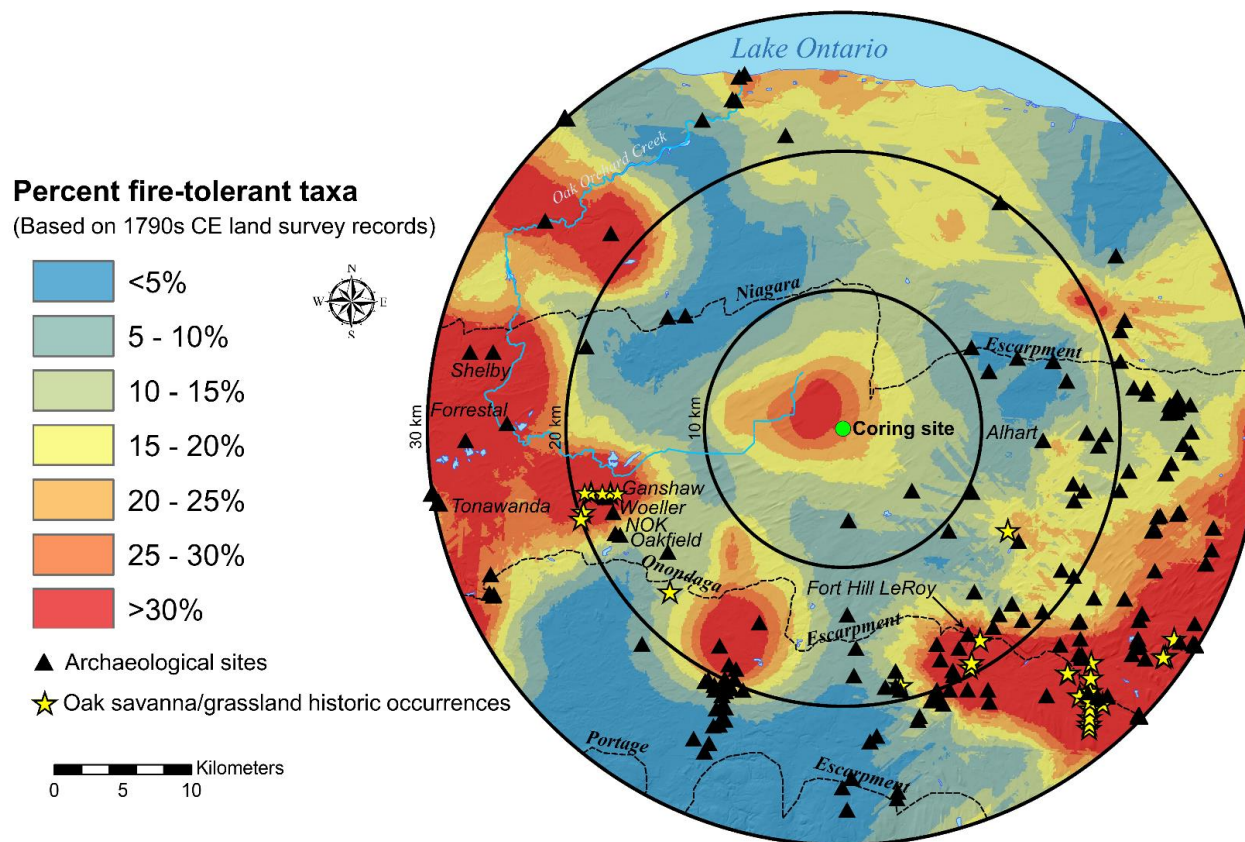 Lake Ontario
Oak Orchard Creek
Percent fire-tolerant taxa
(Based on 1790s CE land survey records)
<5%
5 - 10%
10 - 15%
15 - 20%
20 - 25%
25 - 30%
>30%
Archaeological sites
Oak savanna/grassland historic occurrences
Kilometers
0 5 10
N
W E
S
Niagara
Escarpment
Shelby
Forrestal
30 km
20 km
10 km
Coring site
Alhart
Tonawanda
Ganshaw
Woeller
NOK
Oakfield
Onondaga
Fort Hill LeRoy
Escarpment
Portage
Escarpment